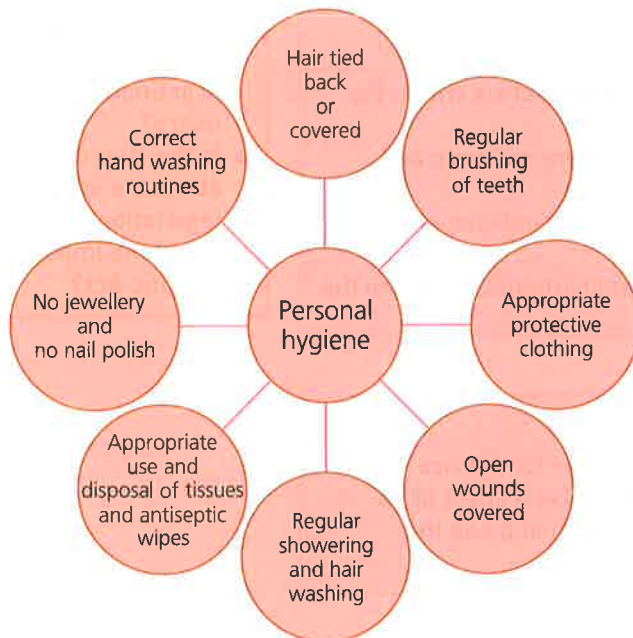 Hair tied
back
or
covered
Regular
brushing
of teeth
Appropriate
protective
clothing
Open
wounds
covered
Regular
showering
and hair
washing
Appropriate
use and
disposal of tissues
and antiseptic
wipes
No jewellery
and
no nail polish
Correct
hand washing
routines
Personal
hygiene